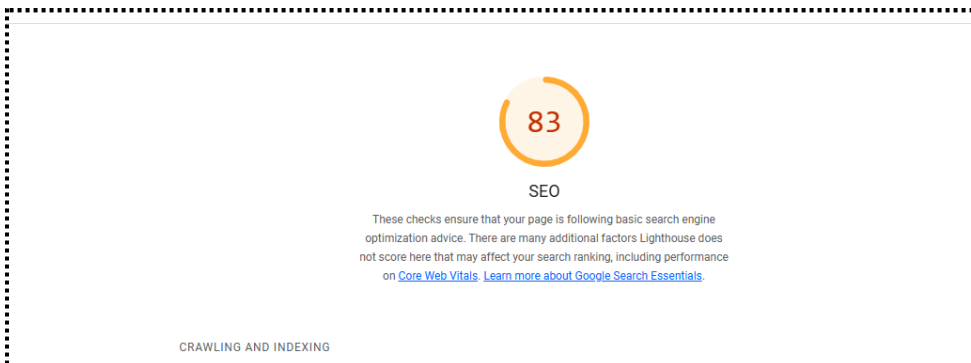 83
SEO
These checks ensure that your page is following basic search engine
optimization advice. There are many additional factors Lighthouse does
not score here that may affect your search ranking, including performance
on Core Web Vitals. Learn more about Google Search Essentials.
CRAWLING AND INDEXING